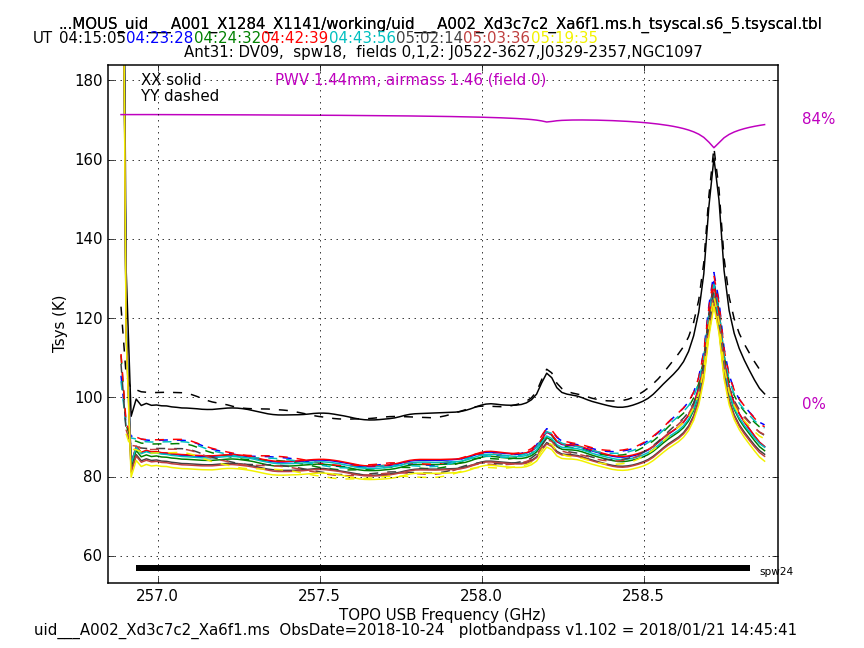 ...MOUS_uid___A001_X1284_X1141/working/uid___A002_Xd3c7c2_Xa6f1.ms.h_tsyscal.s6_5.tsyscal.tbl
UT 04:15:05 04:23:28 04:24:32 04:42:39 04:43:56 05:02:14 05:03:36 05:19:35
Ant31: DV09,  spw18,  fields 0,1,2: J0522-3627,J0329-2357,NGC1097
XX solid
PWV 1.44mm, airmass 1.46 (field 0)
YY dashed
180
84%
160
140
120
Tsys (K)
100
0%
80
60
spw24
257.0 257.5 258.0 258.5
TOPO USB Frequency (GHz)
uid___A002_Xd3c7c2_Xa6f1.ms  ObsDate=2018-10-24   plotbandpass v1.102 = 2018/01/21 14:45:41